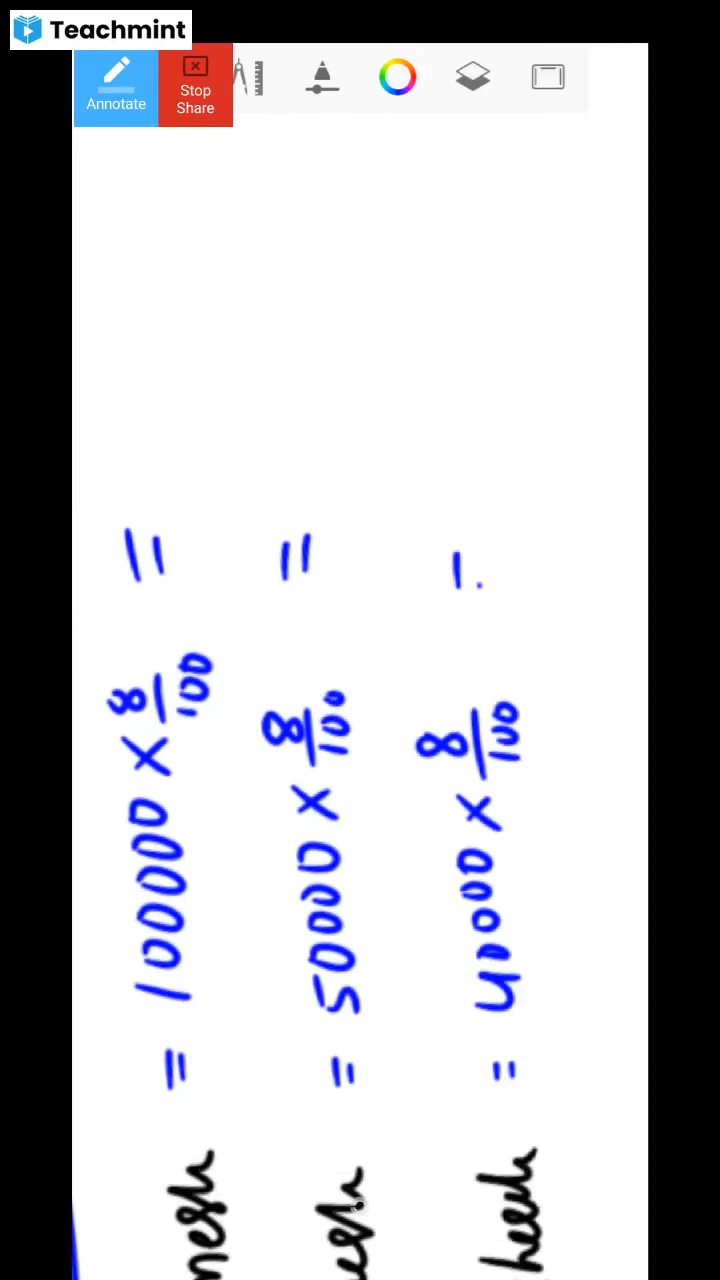 Teachmint
Annotate
Stop
Share
= 100000 × 8/100 =
= 50000 × 8/100 =
= 40000 × 8/100